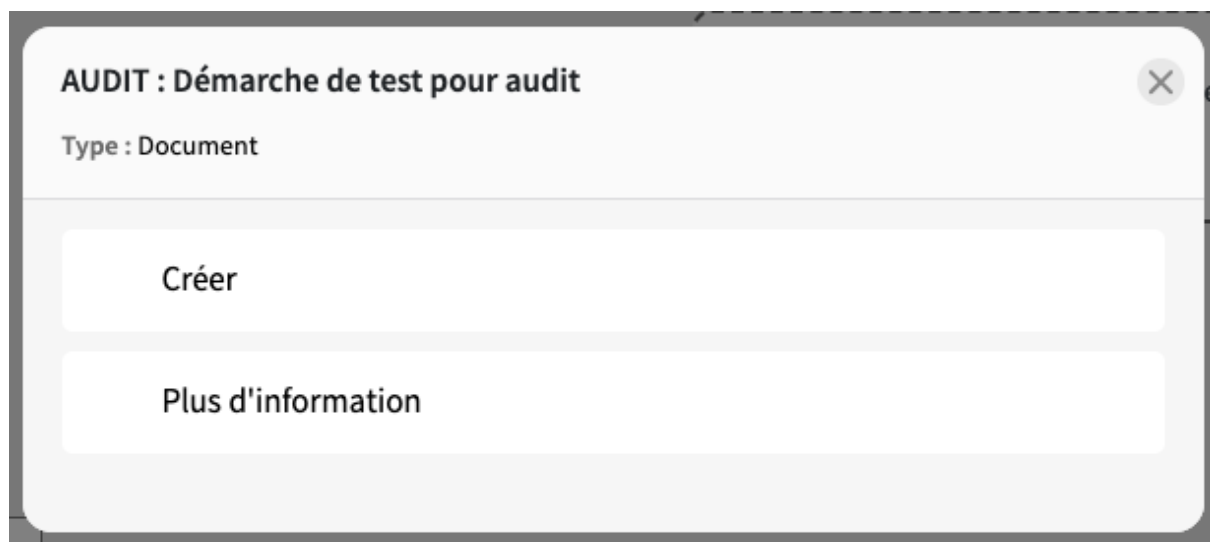 AUDIT : Démarche de test pour audit
Type : Document
Créer
Plus d'information